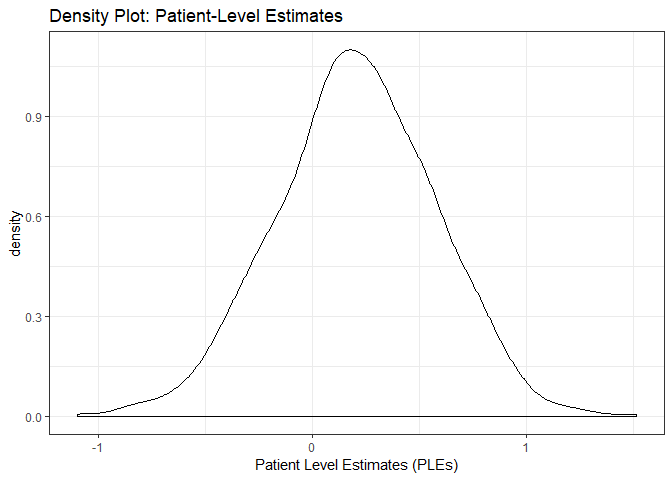 Density Plot: Patient-Level Estimates
density
0.9
0.6
0.3
0.0
-1
0
1
Patient Level Estimates (PLEs)